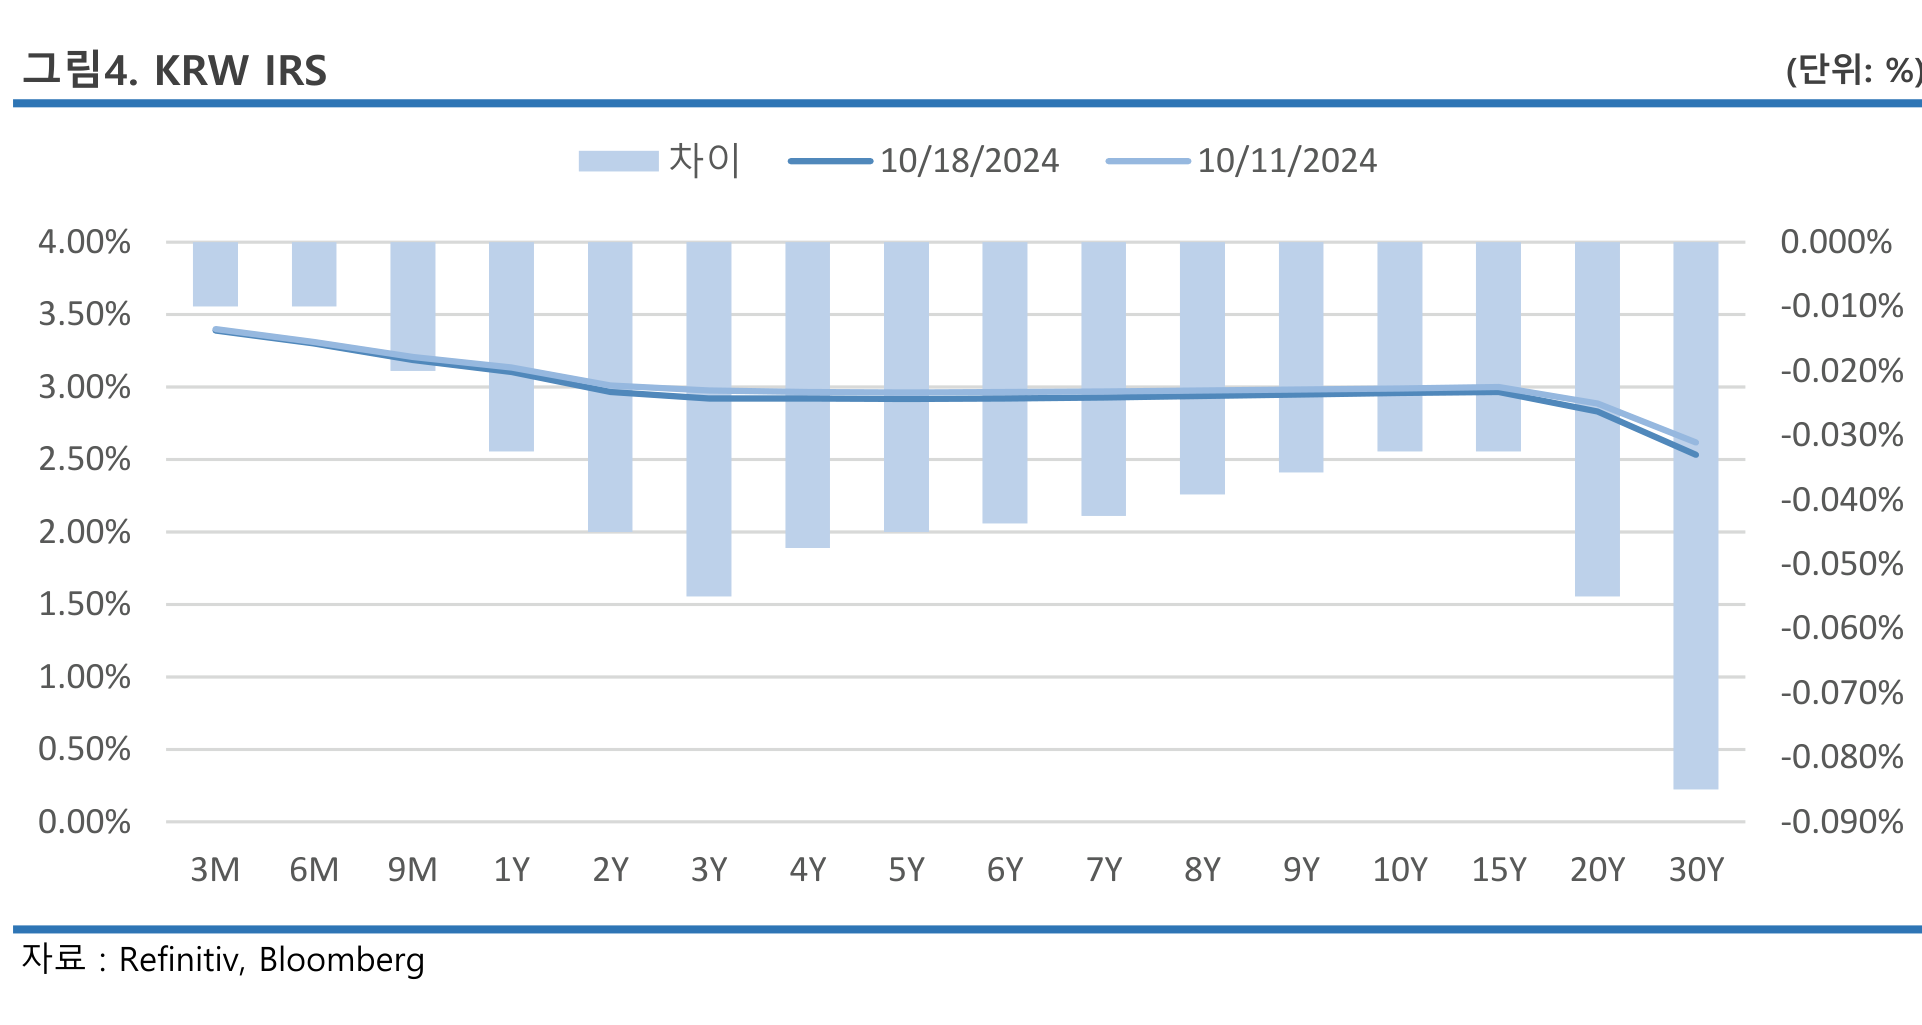 그림4. KRW IRS (단위: %)
차이 10/18/2024 10/11/2024
4.00% 0.000%
3.50% -0.010%
3.00% -0.020%
2.50% -0.030%
2.00% -0.040%
1.50% -0.050%
1.00% -0.060%
0.50% -0.070%
0.00% -0.080%
-0.090%
3M 6M 9M 1Y 2Y 3Y 4Y 5Y 6Y 7Y 8Y 9Y 10Y 15Y 20Y 30Y
자료 : Refinitiv, Bloomberg